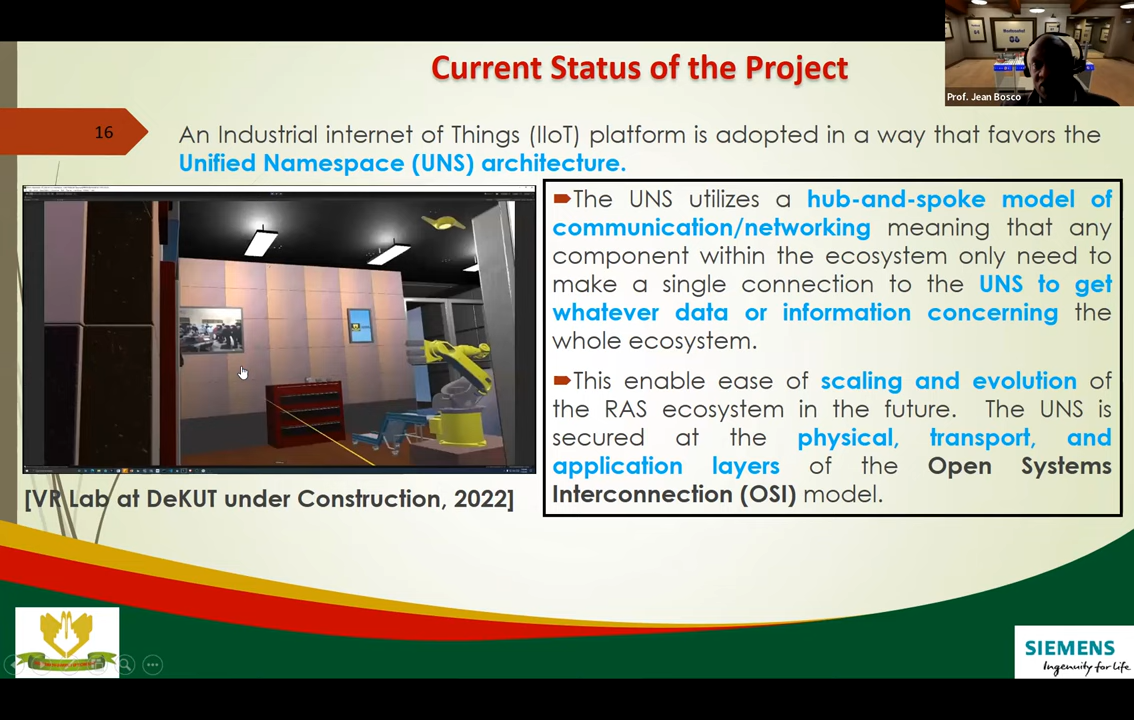 Current Status of the Project
Prof. Jean Bosco
16
An Industrial internet of Things (IIoT) platform is adopted in a way that favors the
Unified Namespace (UNS) architecture.
The UNS utilizes a hub-and-spoke model of
communication/networking meaning that any
component within the ecosystem only need to
make a single connection to the UNS to get
whatever data or information concerning the
whole ecosystem.
This enable ease of scaling and evolution of
the RAS ecosystem in the future. The UNS is
secured at the physical, transport, and
application layers of the Open Systems
Interconnection (OSI) model.
[VR Lab at DeKUT under Construction, 2022]
SIEMENS
Ingenuity for Life